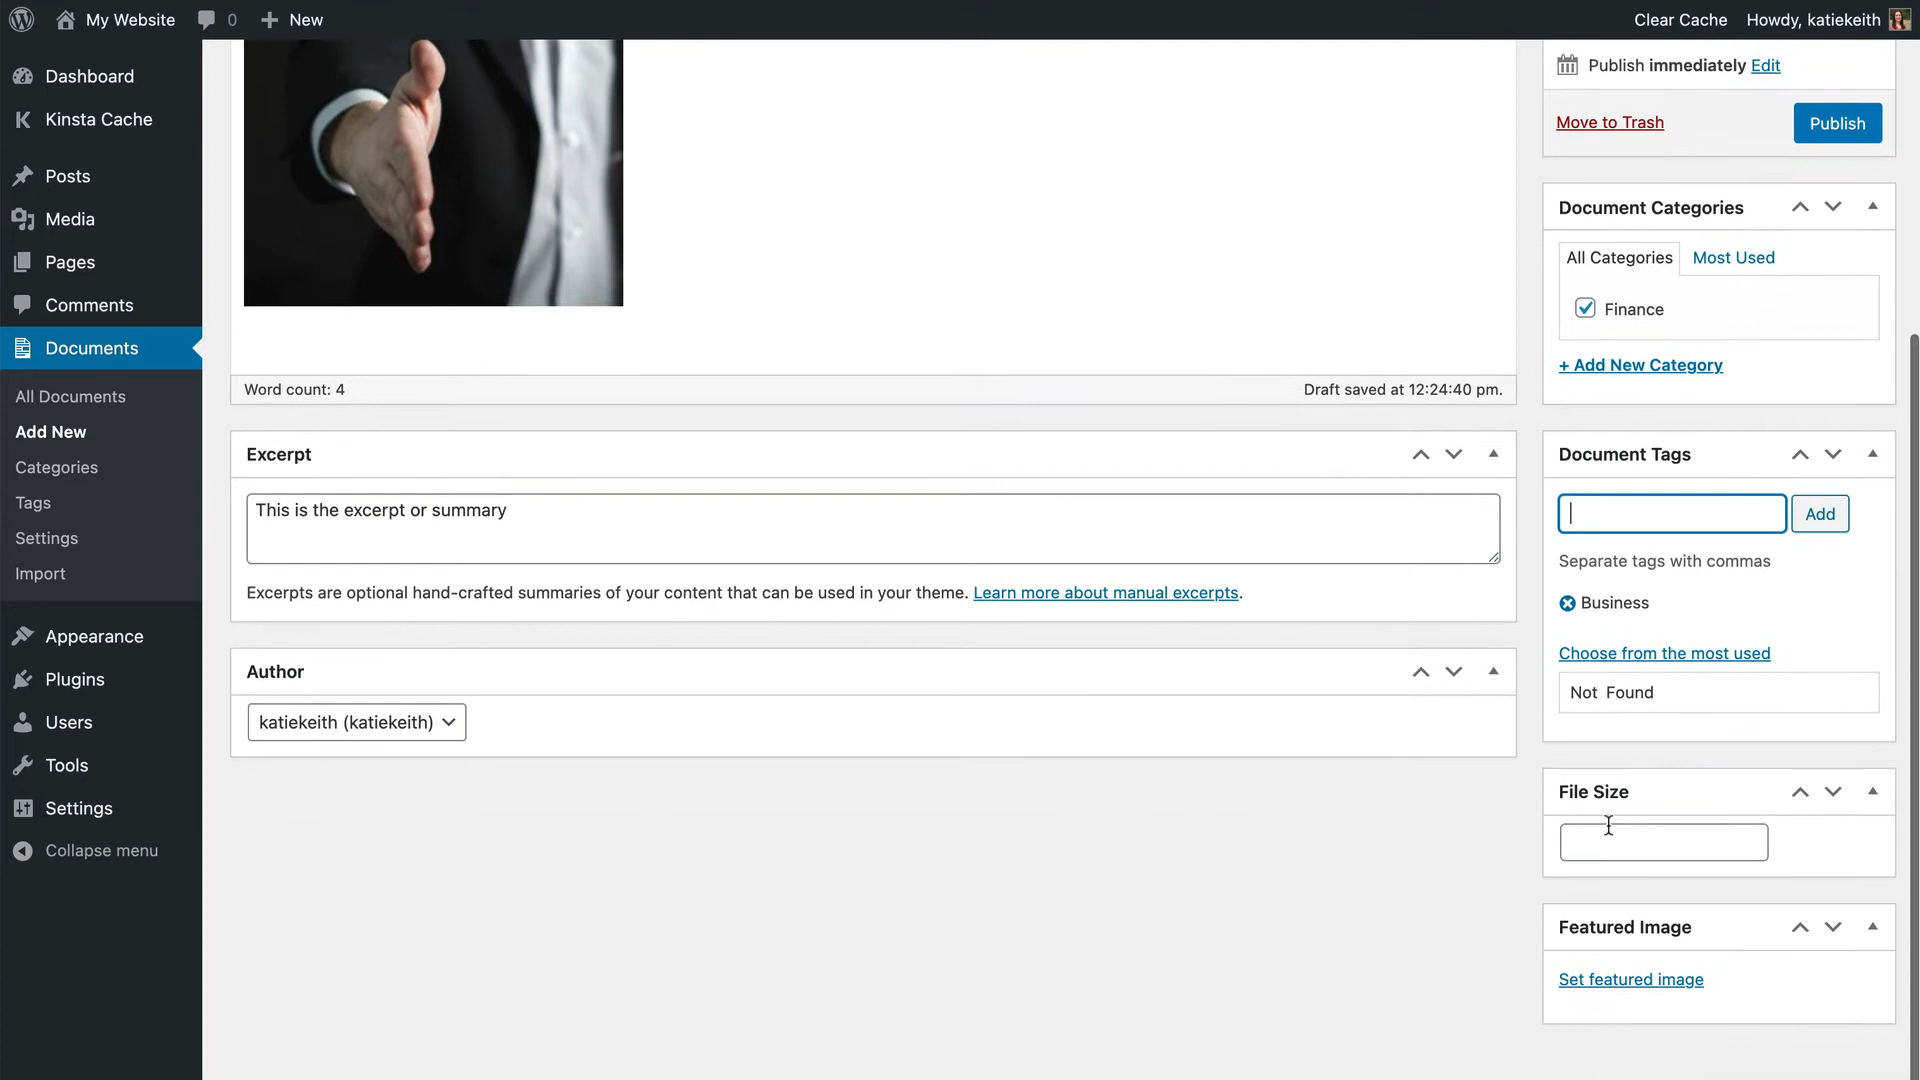 My Website
0
New
Clear Cache
Howdy, katiekeith
Dashboard
Kinsta Cache
Posts
Media
Pages
Comments
Documents
All Documents
Add New
Categories
Tags
Settings
Import
Appearance
Plugins
Users
Tools
Settings
Collapse menu
Word count: 4
Draft saved at 12:24:40 pm.
Excerpt
This is the excerpt or summary
Excerpts are optional hand-crafted summaries of your content that can be used in your theme. Learn more about manual excerpts.
Author
katiekeith (katiekeith)
Publish immediately Edit
Move to Trash
Publish
Document Categories
All Categories
Most Used
Finance
+ Add New Category
Document Tags
Add
Separate tags with commas
Business
Choose from the most used
Not Found
File Size
Featured Image
Set featured image